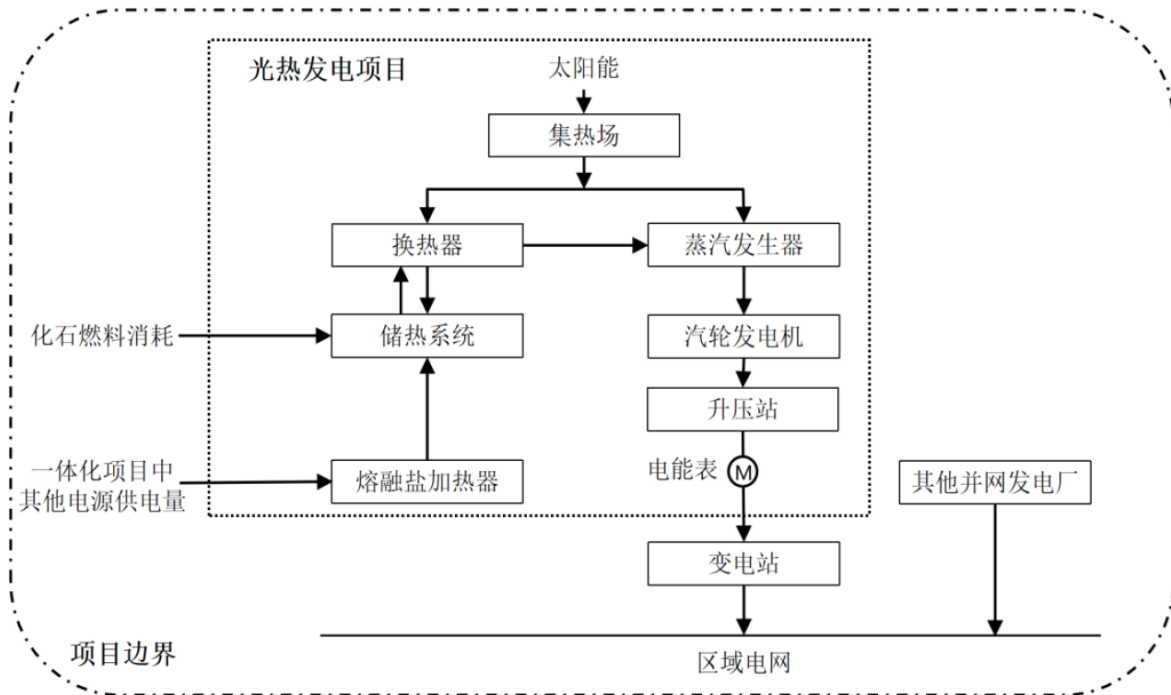 光热发电项目
太阳能
集热场
换热器
蒸汽发生器
化石燃料消耗
储热系统
汽轮发电机
升压站
一体化项目中
其他电源供电量
熔融盐加热器
电能表
M
其他并网发电厂
变电站
项目边界
区域电网